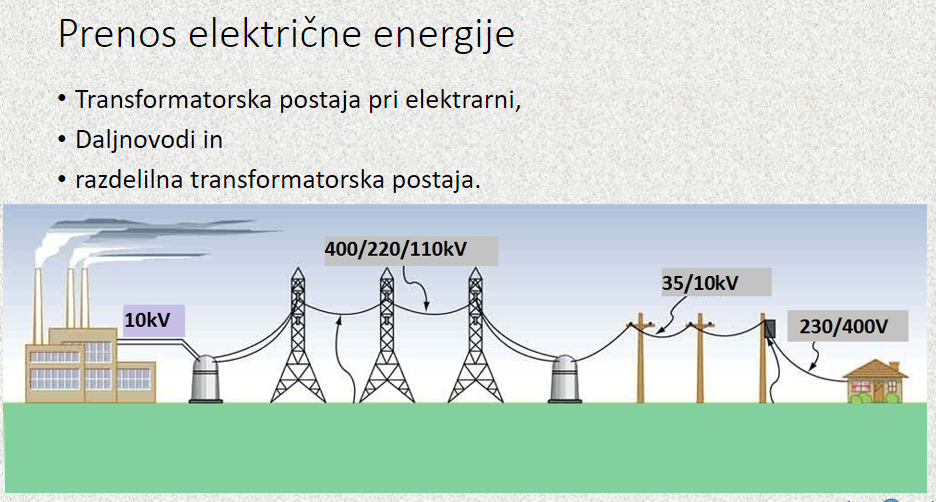 Prenos električne energije
• Transformatorska postaja pri elektrarni,
• Daljnovodi in
• razdelilna transformatorska postaja.
400/220/110kV
35/10kV
10kV
230/400V